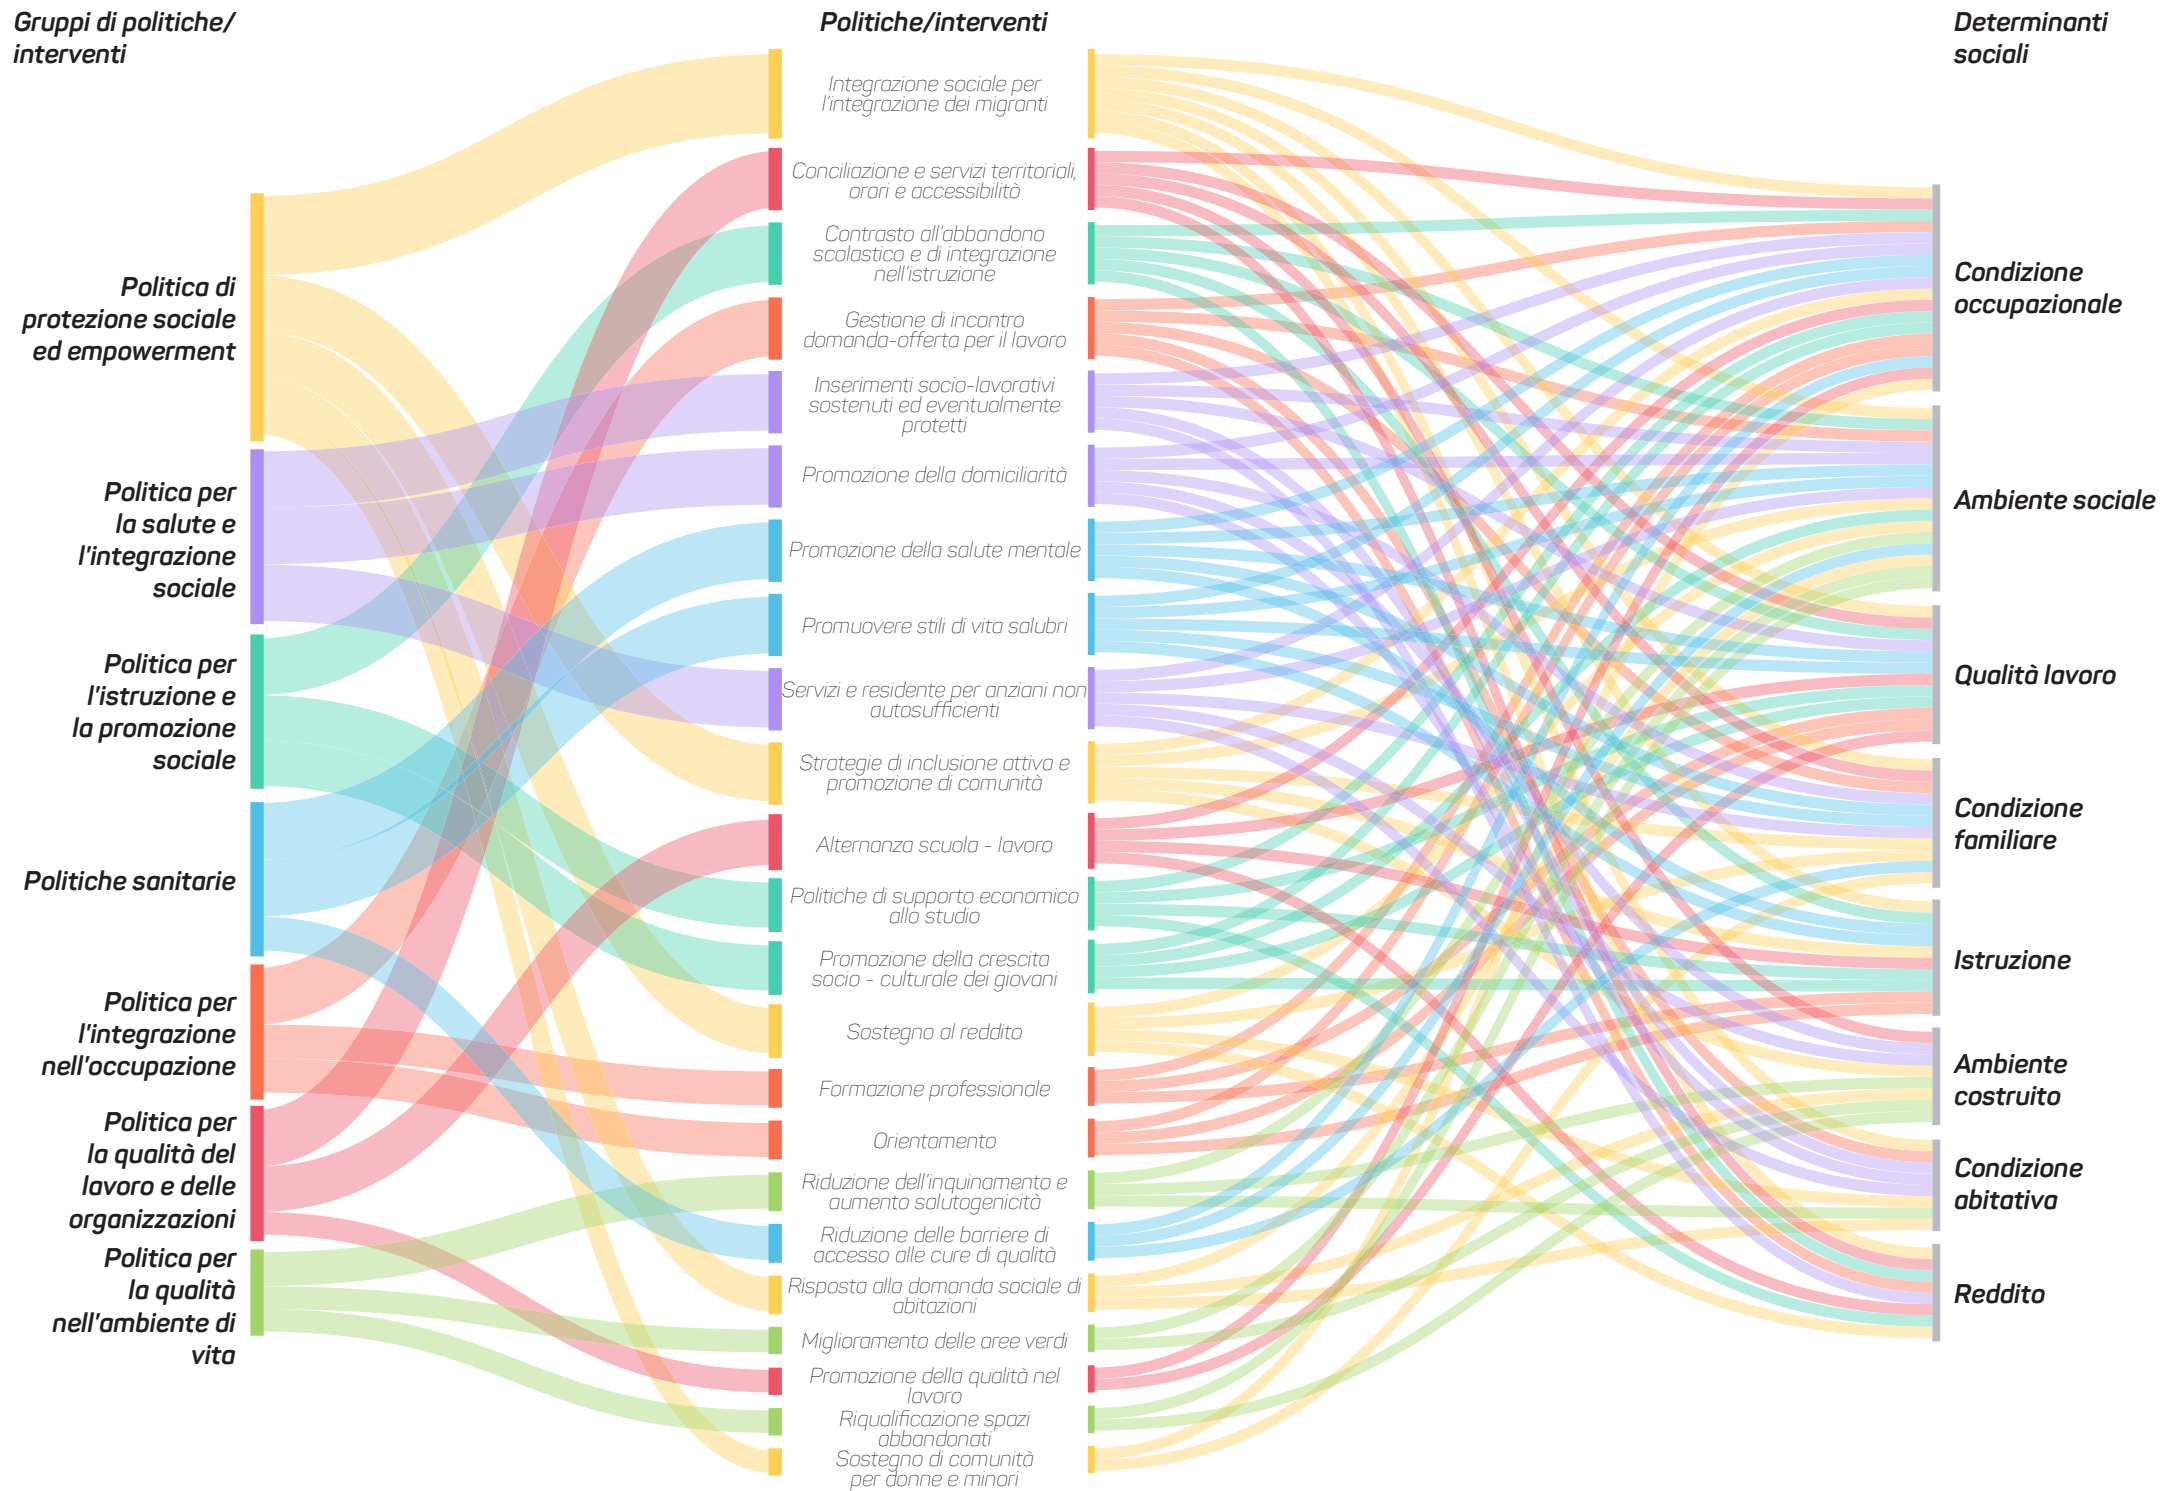 Gruppi di politiche/
interventi
Politica di
protezione sociale
ed empowerment
Politica per
la salute e
l'integrazione
sociale
Politica per
l'istruzione e
la promozione
sociale
Politiche sanitarie
Politica per
l'integrazione
nell'occupazione
Politica per
la qualità del
lavoro e delle
organizzazioni
Politica per
la qualità
nell'ambiente di
vita
Politiche/interventi
Integrazione sociale per
l'integrazione dei migranti
Conciliazione e servizi territoriali,
orari e accessibilità
Contrasto all'abbandono
scolastico e di integrazione
nell'istruzione
Gestione di incontro
domanda-offerta per il lavoro
Inserimenti socio-lavorativi
sostenuti ed eventualmente
protetti
Promozione della domiciliarità
Promozione della salute mentale
Promuovere stili di vita salubri
Servizi e residente per anziani non
autosufficienti
Strategie di inclusione attiva e
promozione di comunità
Alternanza scuola - lavoro
Politiche di supporto economico
allo studio
Promozione della crescita
socio - culturale dei giovani
Sostegno al reddito
Formazione professionale
Orientamento
Riduzione dell'inquinamento e
aumento salutogenicità
Riduzione delle barriere di
accesso alle cure di qualità
Risposta alla domanda sociale di
abitazioni
Miglioramento delle aree verdi
Promozione della qualità nel
lavoro
Riqualificazione spazi
abbandonati
Sostegno di comunità
per donne e minori
Determinanti
sociali
Condizione
occupazionale
Ambiente sociale
Qualità lavoro
Condizione
familiare
Istruzione
Ambiente
costruito
Condizione
abitativa
Reddito